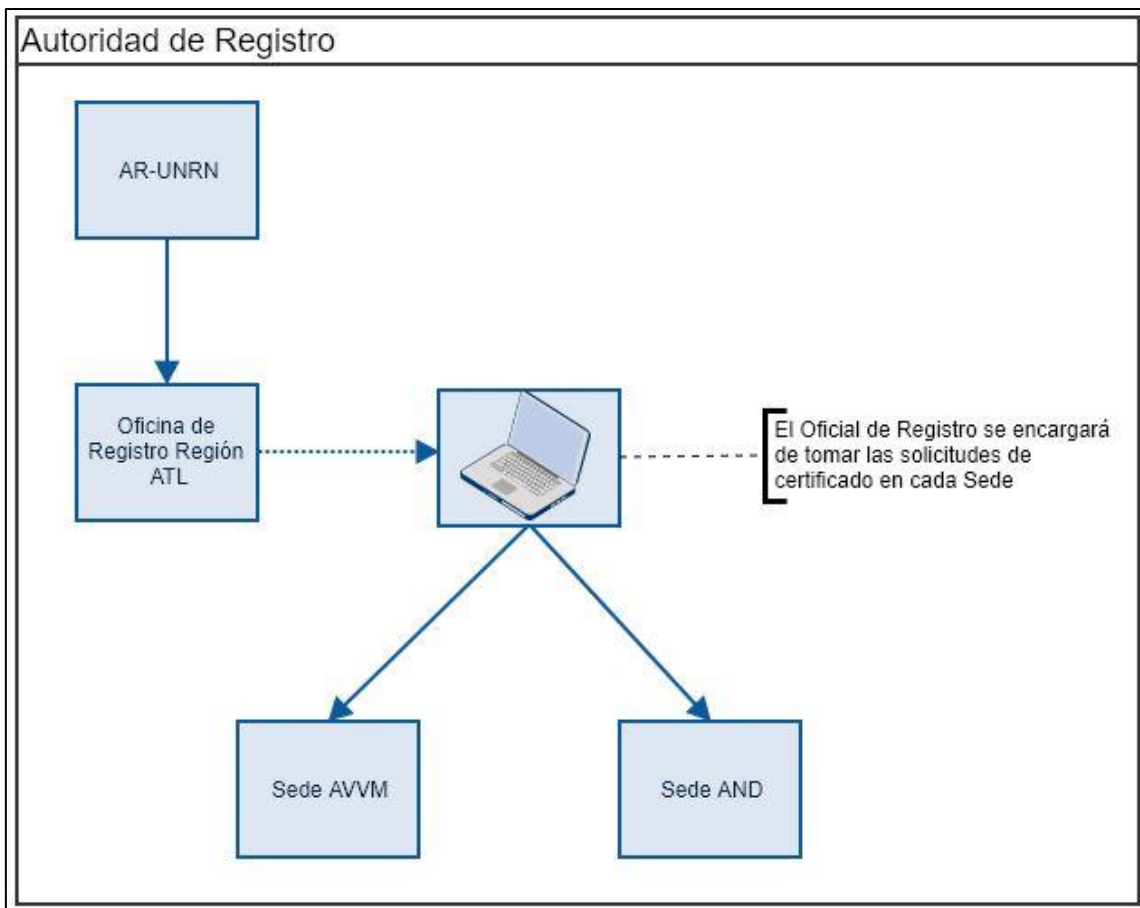 Autoridad de Registro
AR-UNRN
Oficina de
Registro Región
ATL
El Oficial de Registro se encargará
de tomar las solicitudes de
certificado en cada Sede
Sede AVVM
Sede AND